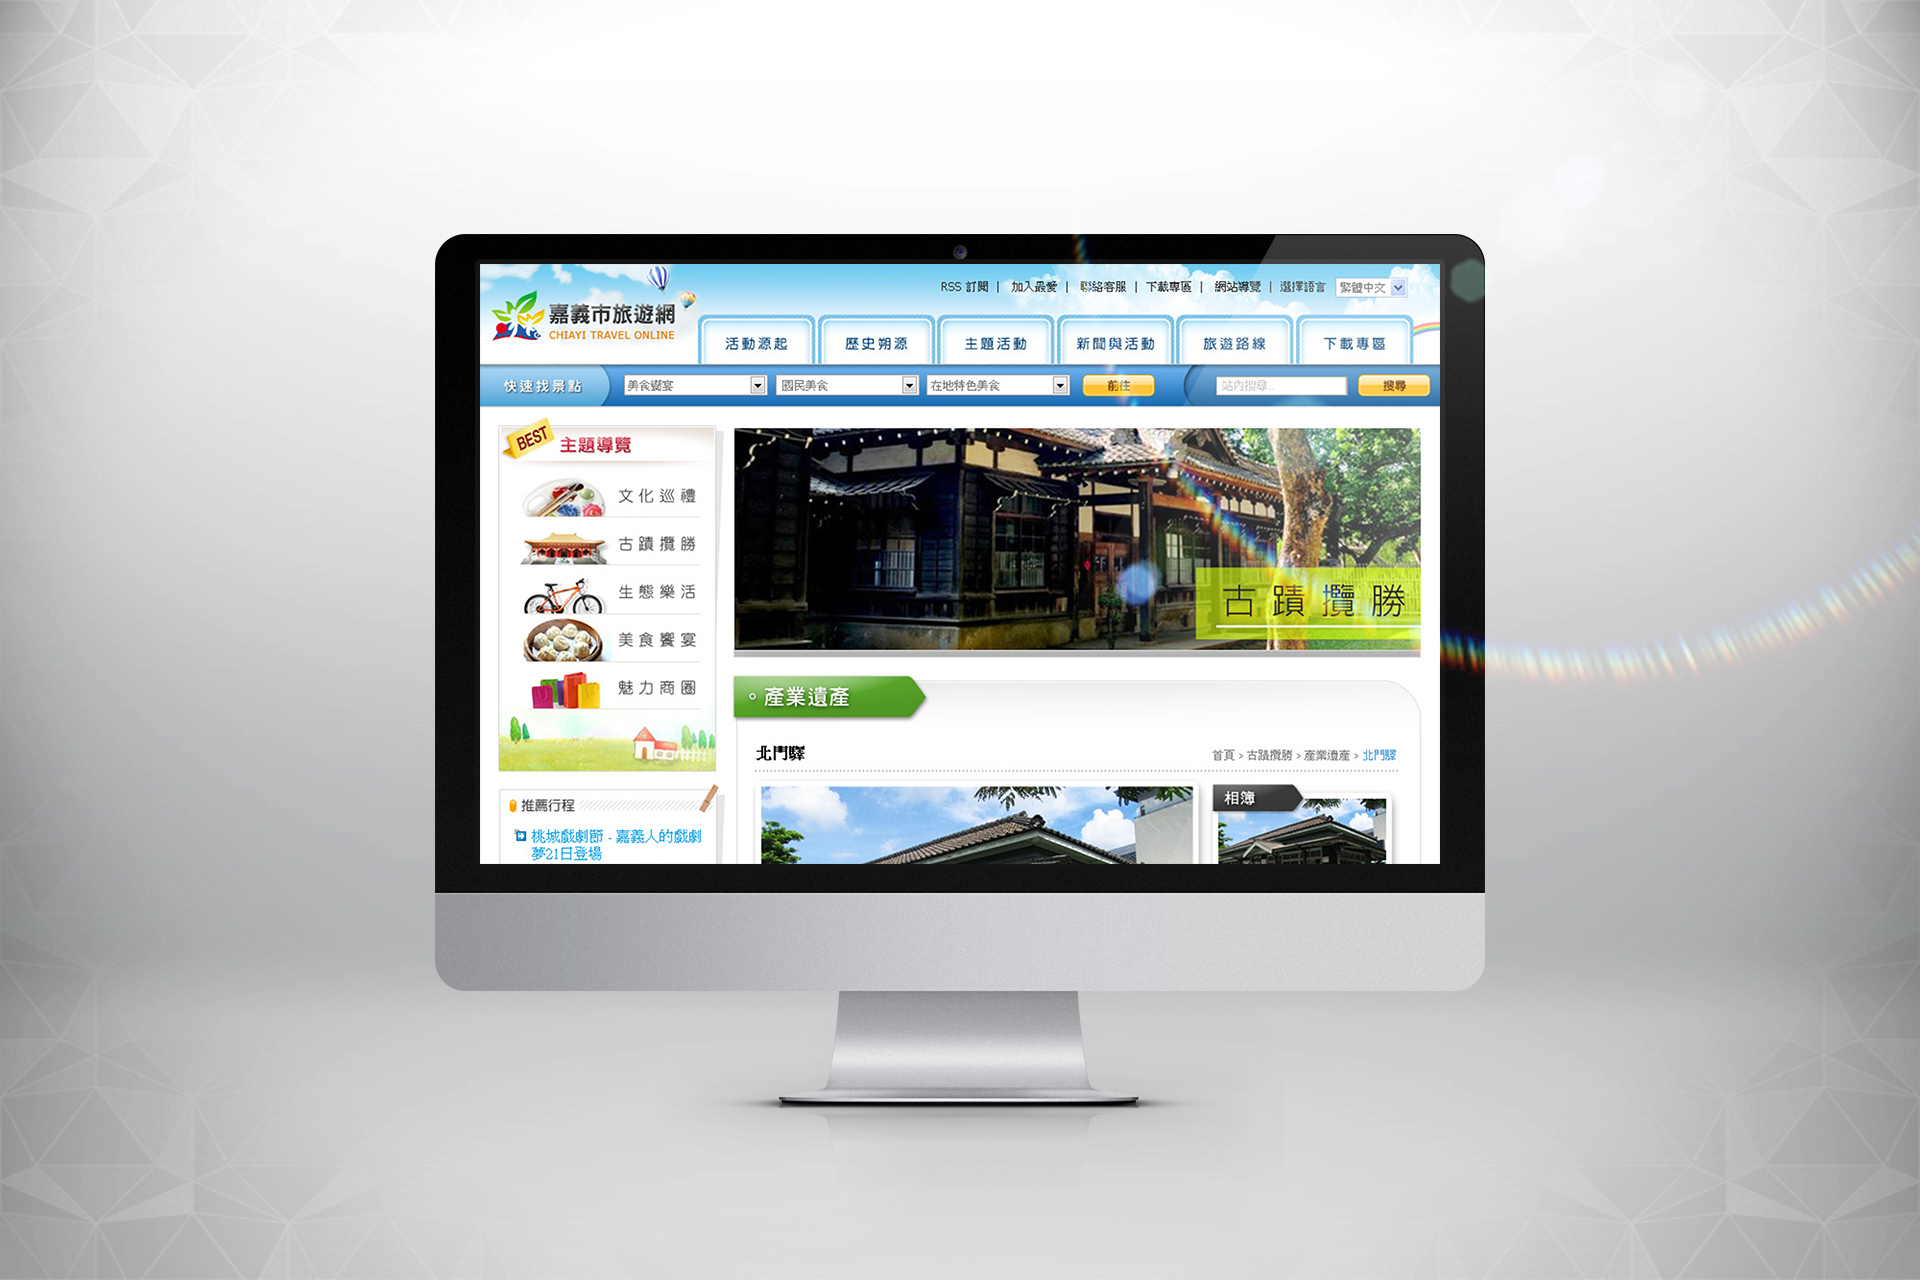 RSS 訂閱 | 加入最愛 | 聯絡客服 | 下載專區 | 網站導覽 | 選擇語言 繁體中文
嘉義市旅遊網
CHIAYI TRAVEL ONLINE
活動源起 歷史朔源 主題活動 新聞與活動 旅遊路線 下載專區
快速找景點 美食饗宴 國民美食 在地特色美食 前往 站內搜尋.. 搜尋
BEST 主題導覽
文化巡禮
古蹟攬勝
生態樂活
美食饗宴
魅力商圈
古蹟攬勝
產業遺產
北門驛
首頁 > 古蹟攬勝 > 產業遺產 > 北門驛
相簿
推薦行程
桃城戲劇節 - 嘉義人的戲劇
夢21日登場